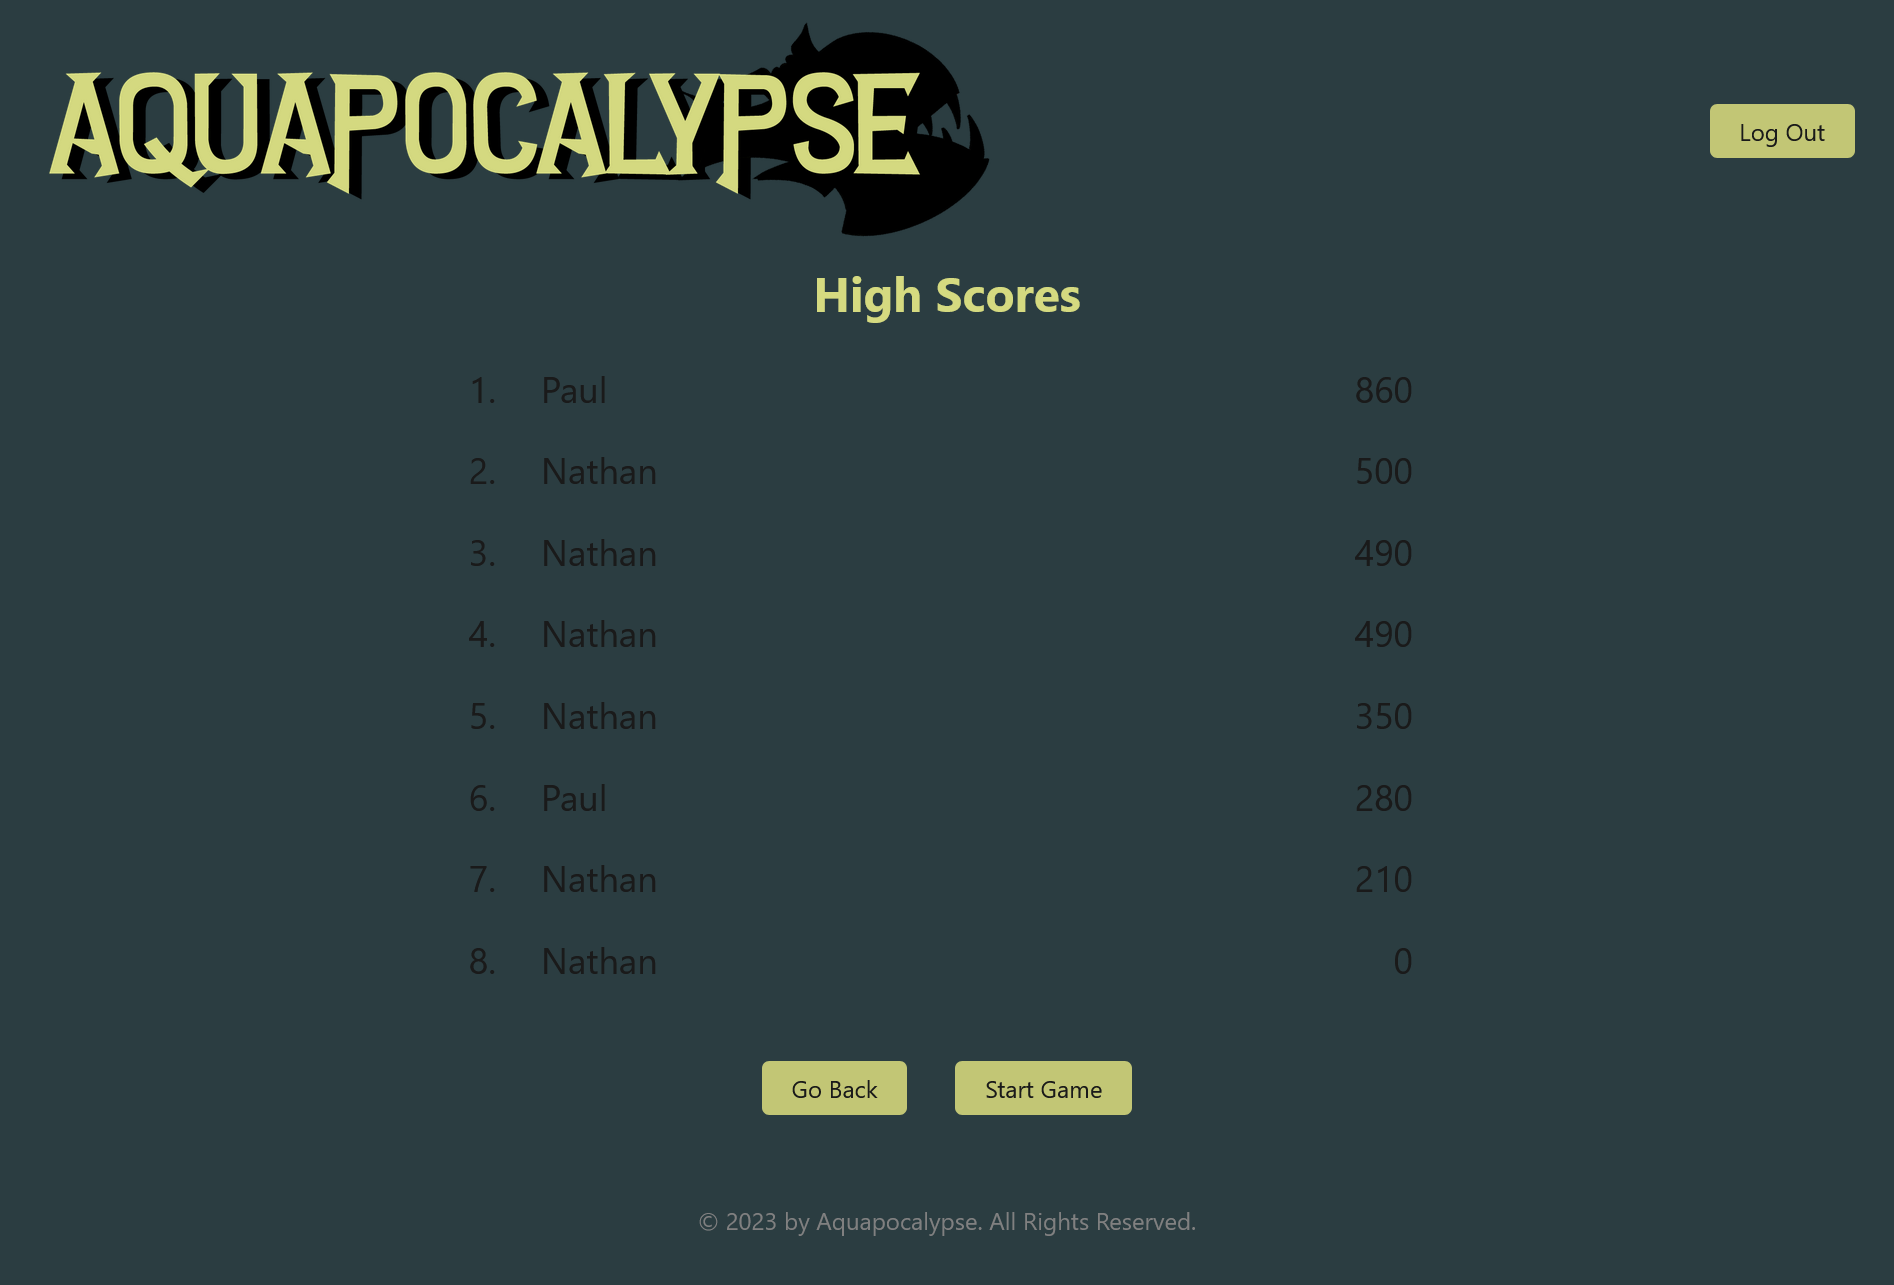 AQUAPOCALYPSE
Log Out
High Scores
1. Paul 860
2. Nathan 500
3. Nathan 490
4. Nathan 490
5. Nathan 350
6. Paul 280
7. Nathan 210
8. Nathan 0
Go Back Start Game
© 2023 by Aquapocalypse. All Rights Reserved.